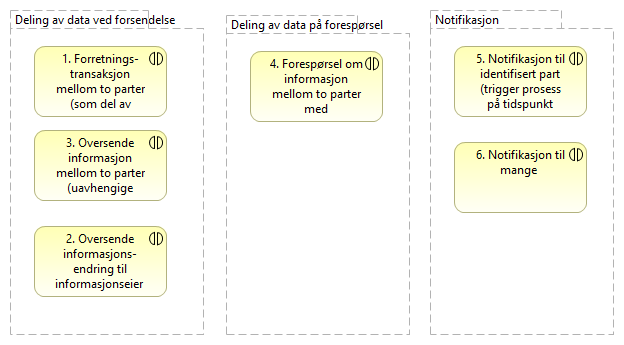 Deling av data ved forsendelse
1. Forretnings-
transaksjon
mellom to parter
(som del av
3. Oversende
informasjon
mellom to parter
(uavhengige
2. Oversende
informasjons-
endring til
informasjonseier
Deling av data på forespørsel
4. Forespørsel om
informasjon
mellom to parter
med
Notifikasjon
5. Notifikasjon til
identifisert part
(trigger prosess
på tidspunkt
6. Notifikasjon til
mange